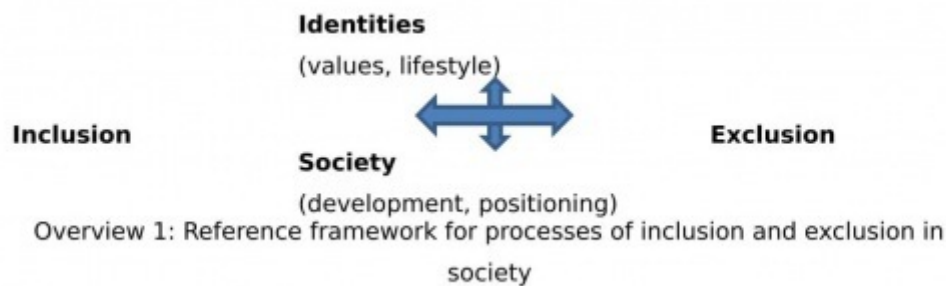 Identities
(values, lifestyle)
Inclusion
Exclusion
Society
(development, positioning)
Overview 1: Reference framework for processes of inclusion and exclusion in
society